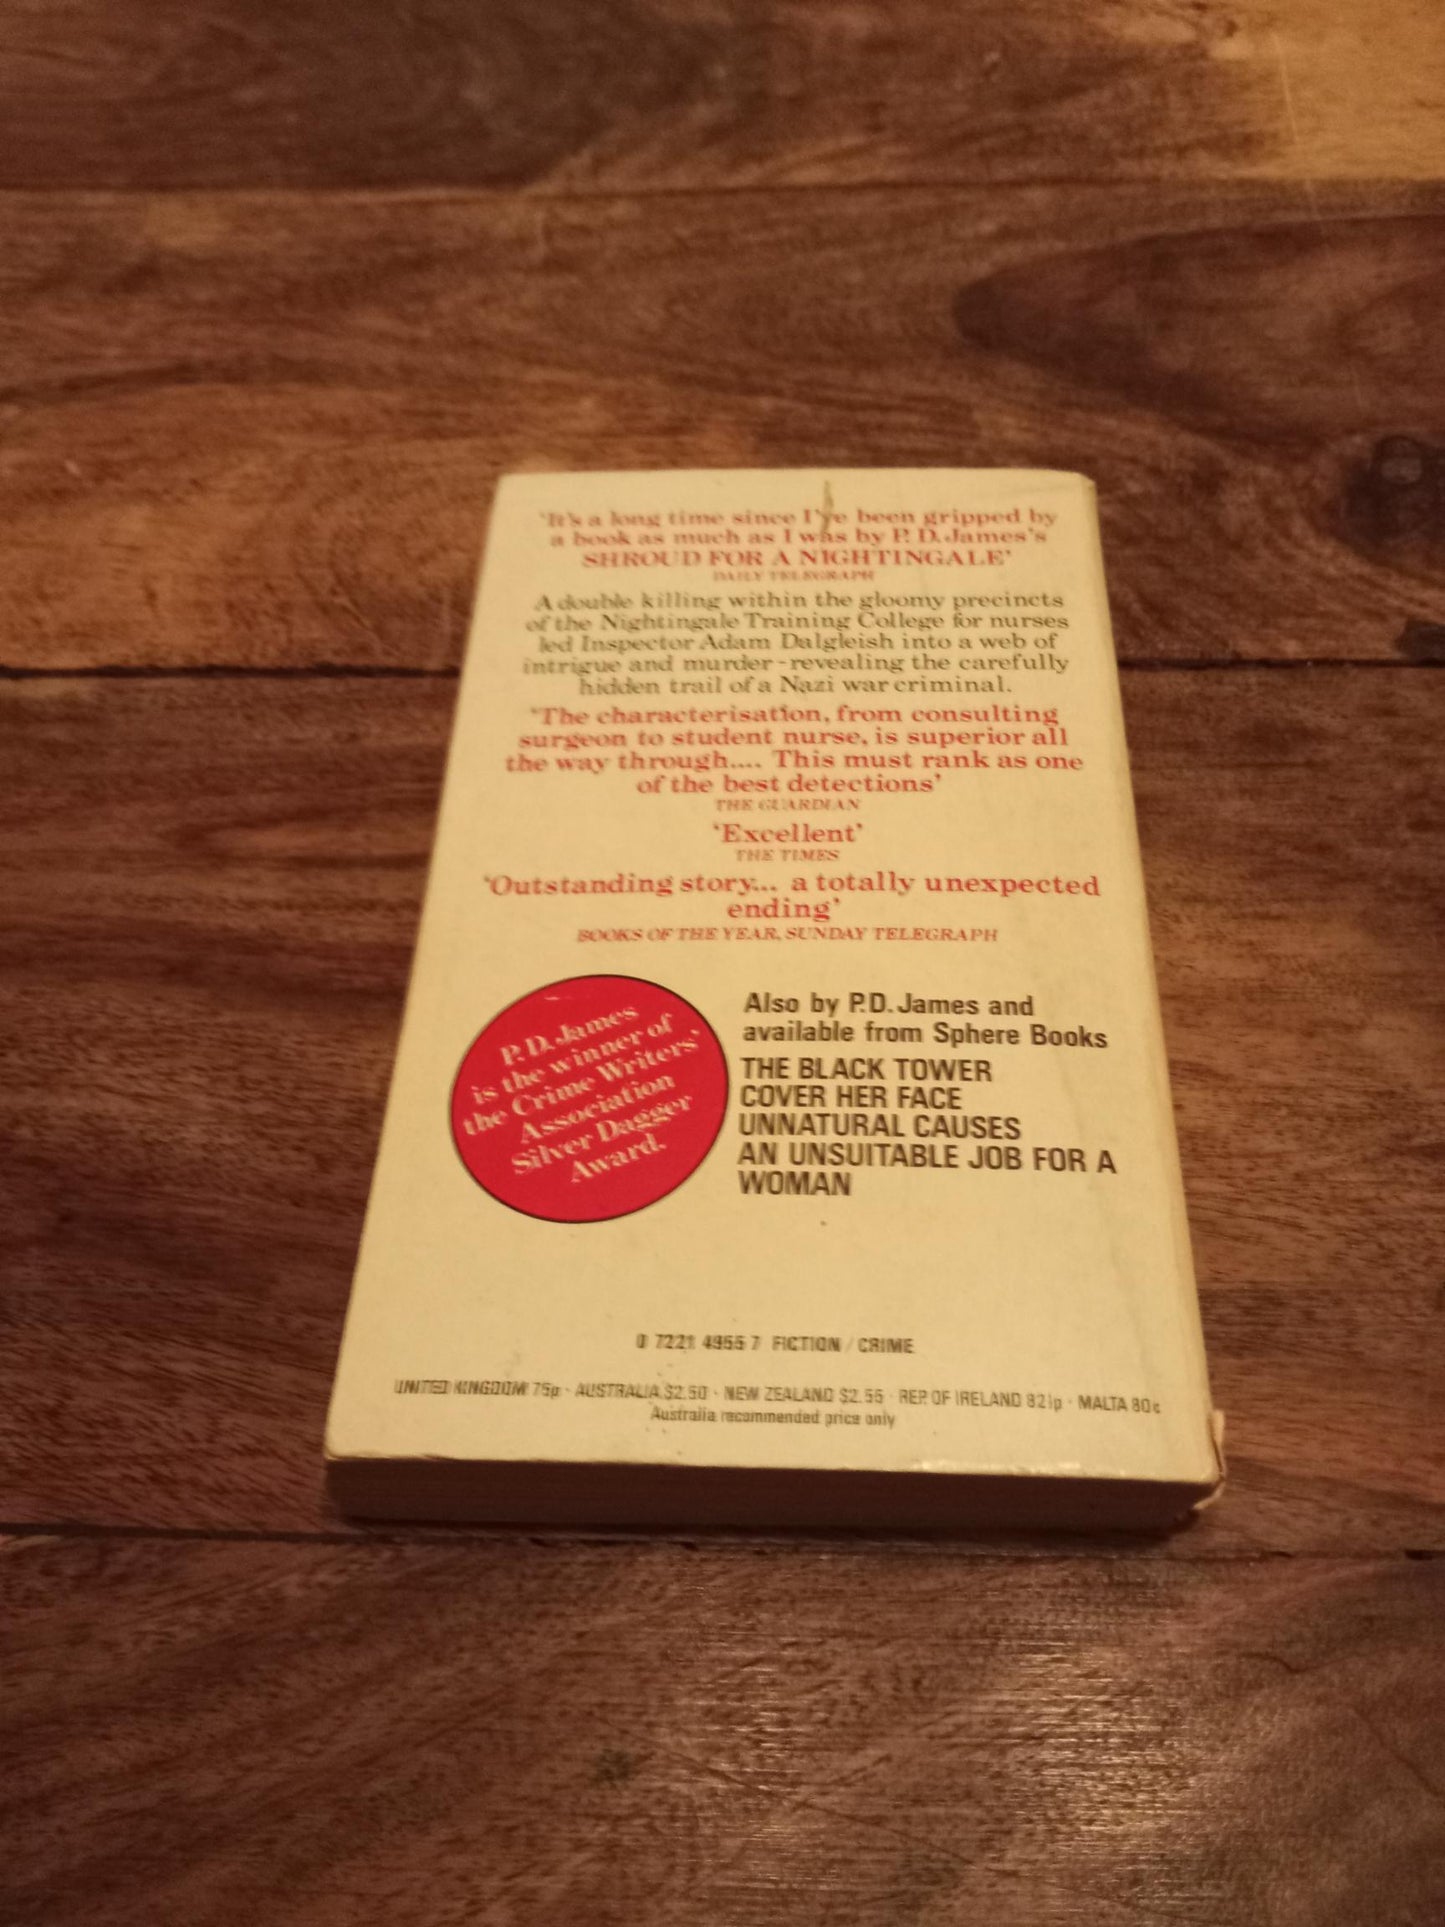 'It's a long time since I've been gripped by
a book as much as I was by P. D. James's
SHROUD FOR A NIGHTINGALE'
DAILY TELEGRAPH
A double killing within the gloomy precincts
of the Nightingale Training College for nurses
led Inspector Adam Dalgleish into a web of
intrigue and murder - revealing the carefully
hidden trail of a Nazi war criminal.
'The characterisation, from consulting
surgeon to student nurse, is superior all
the way through.... This must rank as one
of the best detections'
THE GUARDIAN
'Excellent'
THE TIMES
'Outstanding story... a totally unexpected
ending'
BOOKS OF THE YEAR, SUNDAY TELEGRAPH
P. D. James
is the winner of
the Crime Writers'
Association
Silver Dagger
Award.
Also by P.D. James and
available from Sphere Books
THE BLACK TOWER
COVER HER FACE
UNNATURAL CAUSES
AN UNSUITABLE JOB FOR A
WOMAN
0 7221 4955 7 FICTION / CRIME
UNITED KINGDOM 75p · AUSTRALIA $2.50 · NEW ZEALAND $2.55 · REP. OF IRELAND 82½p · MALTA 80c
Australia recommended price only